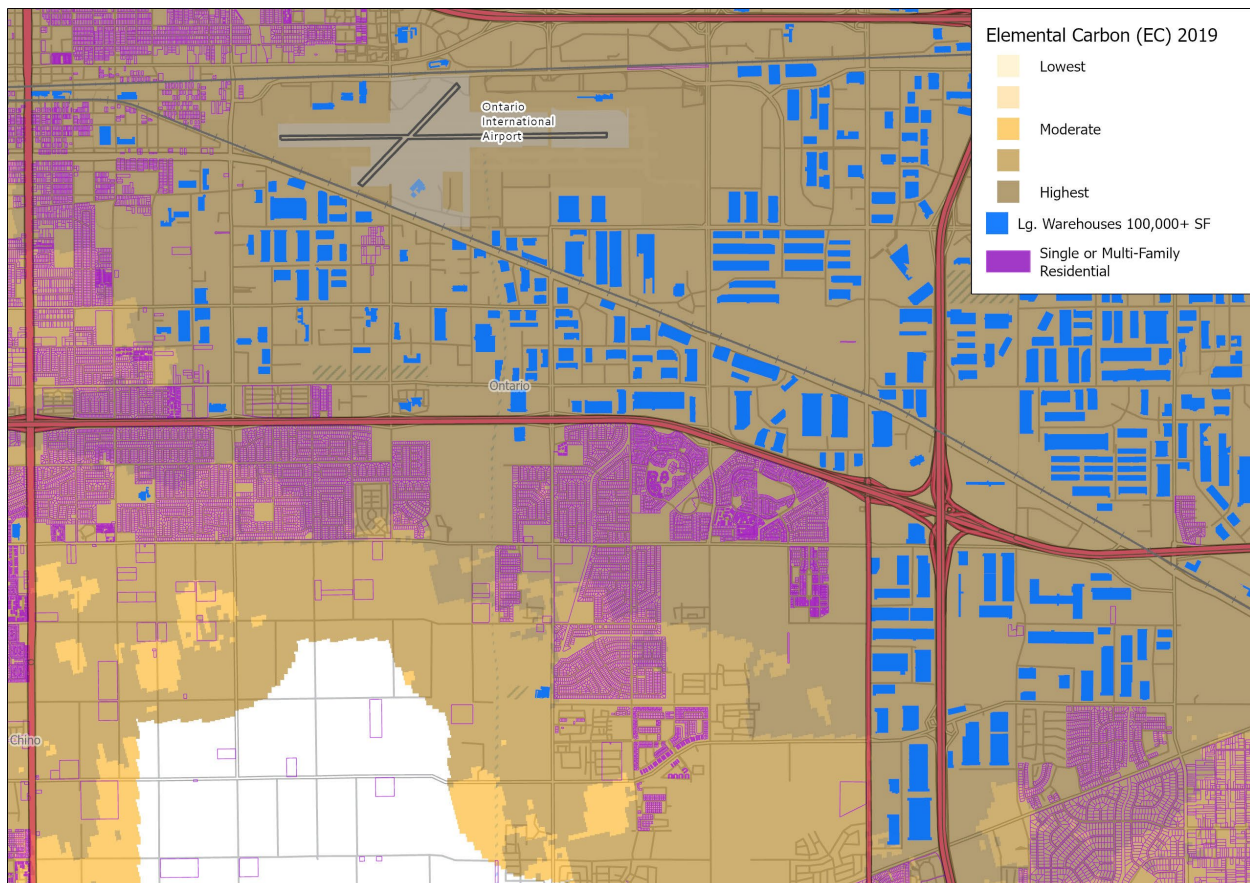 Elemental Carbon (EC) 2019
Lowest
Moderate
Highest
Lg. Warehouses 100,000+ SF
Single or Multi-Family
Residential
Ontario
International
Airport
Ontario
Chino